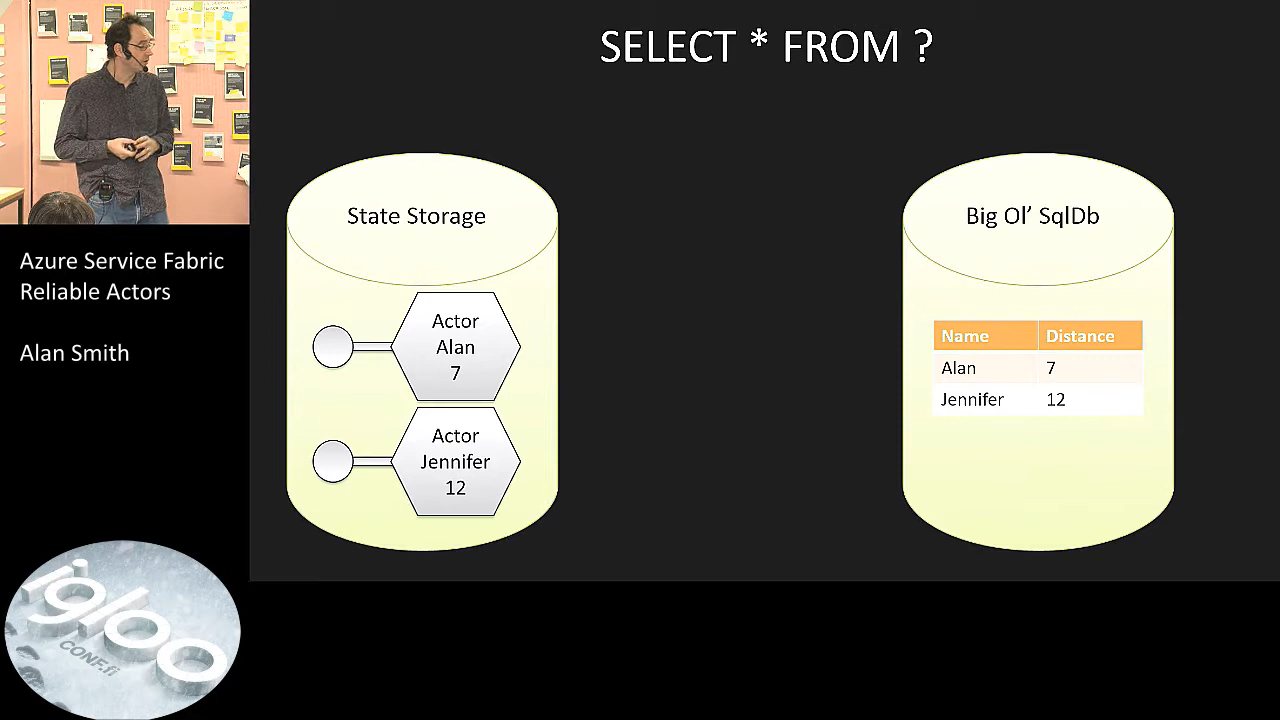 SELECT * FROM ?
State Storage
Actor
Alan
7
Actor
Jennifer
12
Big Ol' SqlDb
Name Distance
Alan 7
Jennifer 12
Azure Service Fabric
Reliable Actors
Alan Smith
igloo
CONF.fi